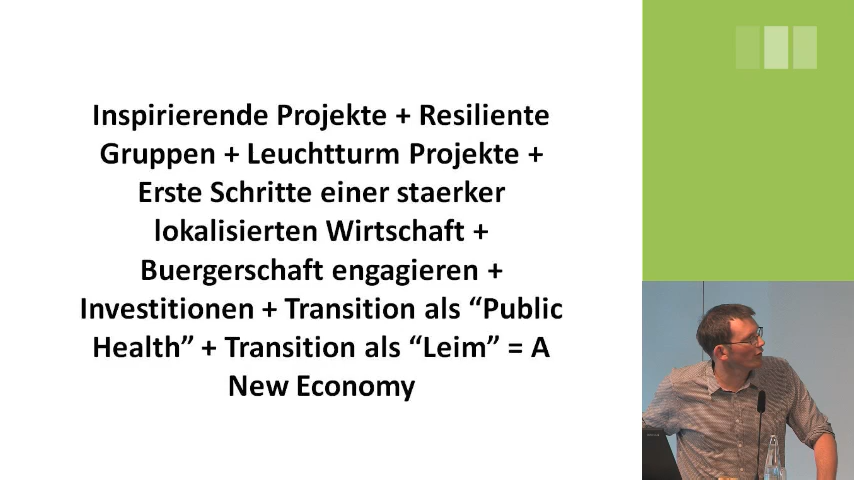 Inspirierende Projekte + Resiliente
Gruppen + Leuchtturm Projekte +
Erste Schritte einer staerker
lokalisierten Wirtschaft +
Buergerschaft engagieren +
Investitionen + Transition als “Public
Health” + Transition als “Leim” = A
New Economy